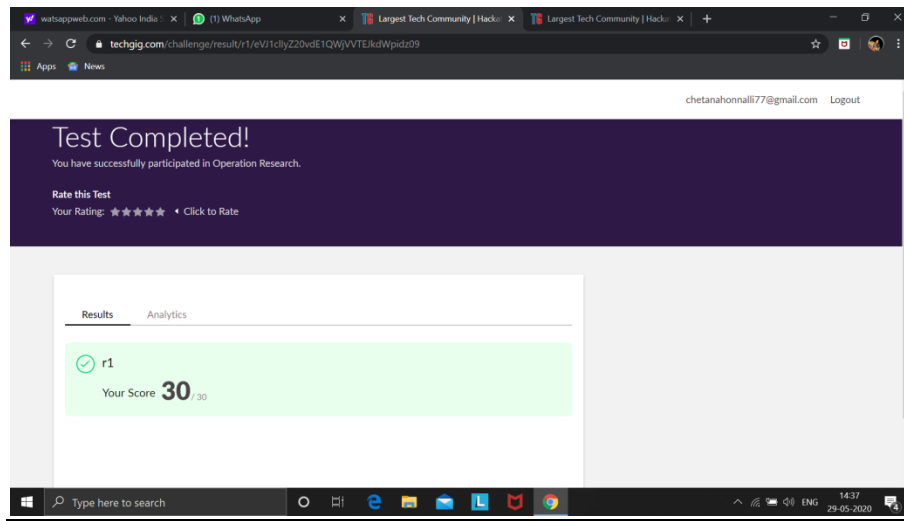 watsappweb.com - Yahoo India S
(1) WhatsApp
Largest Tech Community | Hackat
Largest Tech Community | Hackat
techgig.com/challenge/result/r1/
Apps
News
chetanahonnalli77@gmail.com Logout
Test Completed!
You have successfully participated in Operation Research.
Rate this Test
Your Rating: Click to Rate
Results Analytics
r1
Your Score 30 / 30
Type here to search
ENG
14:37
29-05-2020
4